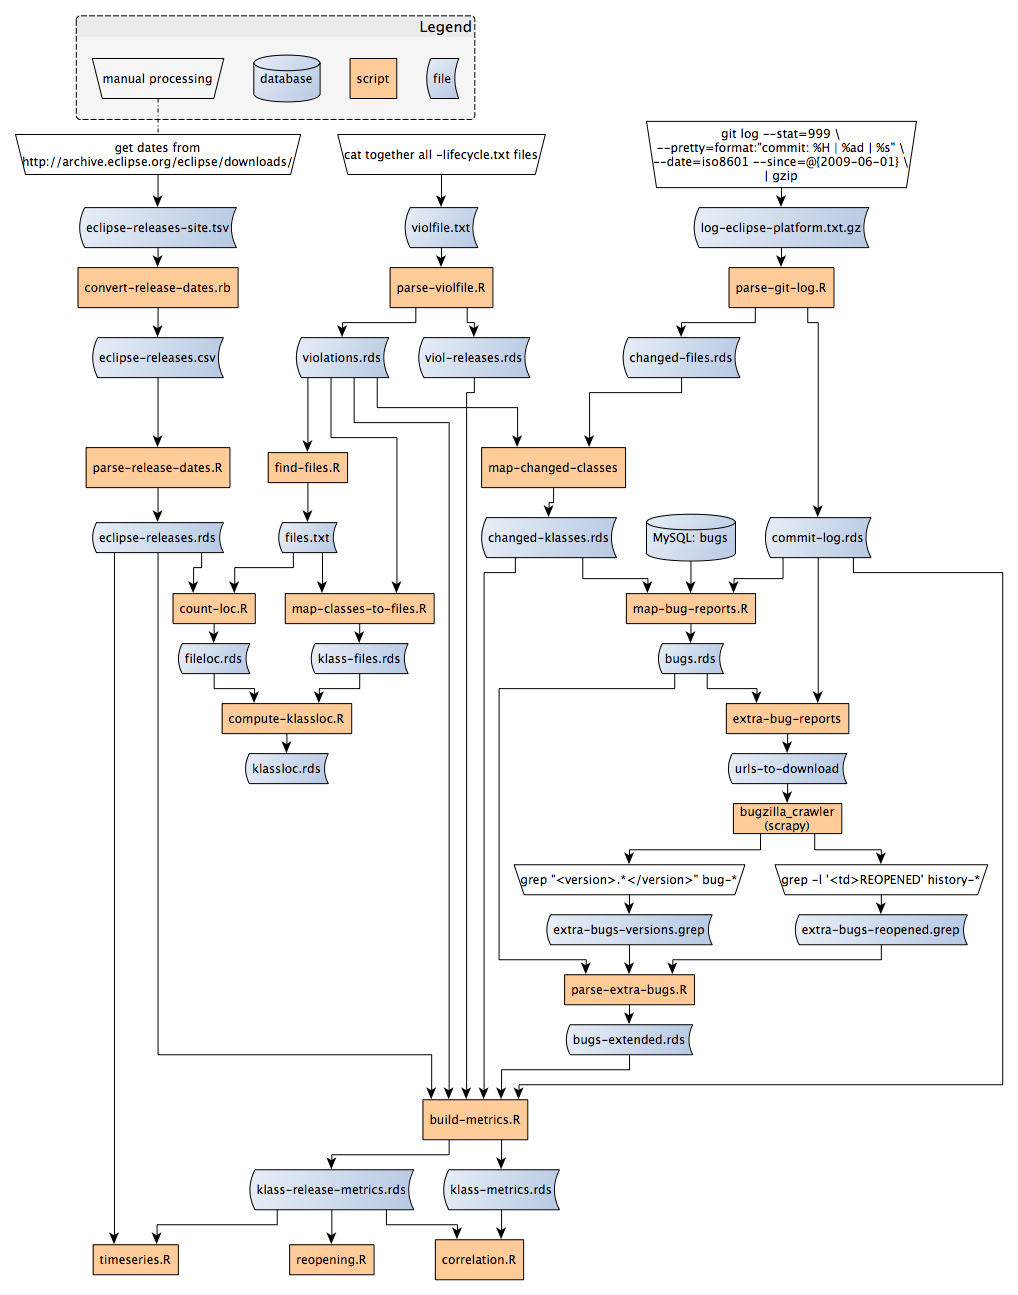 Legend
manual processing
database
script
file
get dates from
http://archive.eclipse.org/eclipse/downloads/
cat together all -lifecycle.txt files
git log --stat=999 \
--pretty=format:"commit: %H | %ad | %s" \
--date=iso8601 --since=@{2009-06-01} \
| gzip
eclipse-releases-site.tsv
violfile.txt
log-eclipse-platform.txt.gz
convert-release-dates.rb
parse-violfile.R
parse-git-log.R
eclipse-releases.csv
violations.rds
viol-releases.rds
changed-files.rds
parse-release-dates.R
find-files.R
map-changed-classes
eclipse-releases.rds
files.txt
changed-klasses.rds
MySQL: bugs
commit-log.rds
count-loc.R
map-classes-to-files.R
map-bug-reports.R
fileloc.rds
klass-files.rds
bugs.rds
compute-klassloc.R
extra-bug-reports
klassloc.rds
urls-to-download
bugzilla_crawler
(scrapy)
grep "<version>.*</version>" bug-*
grep -l '<td>REOPENED' history-*
extra-bugs-versions.grep
extra-bugs-reopened.grep
parse-extra-bugs.R
bugs-extended.rds
build-metrics.R
klass-release-metrics.rds
klass-metrics.rds
timeseries.R
reopening.R
correlation.R